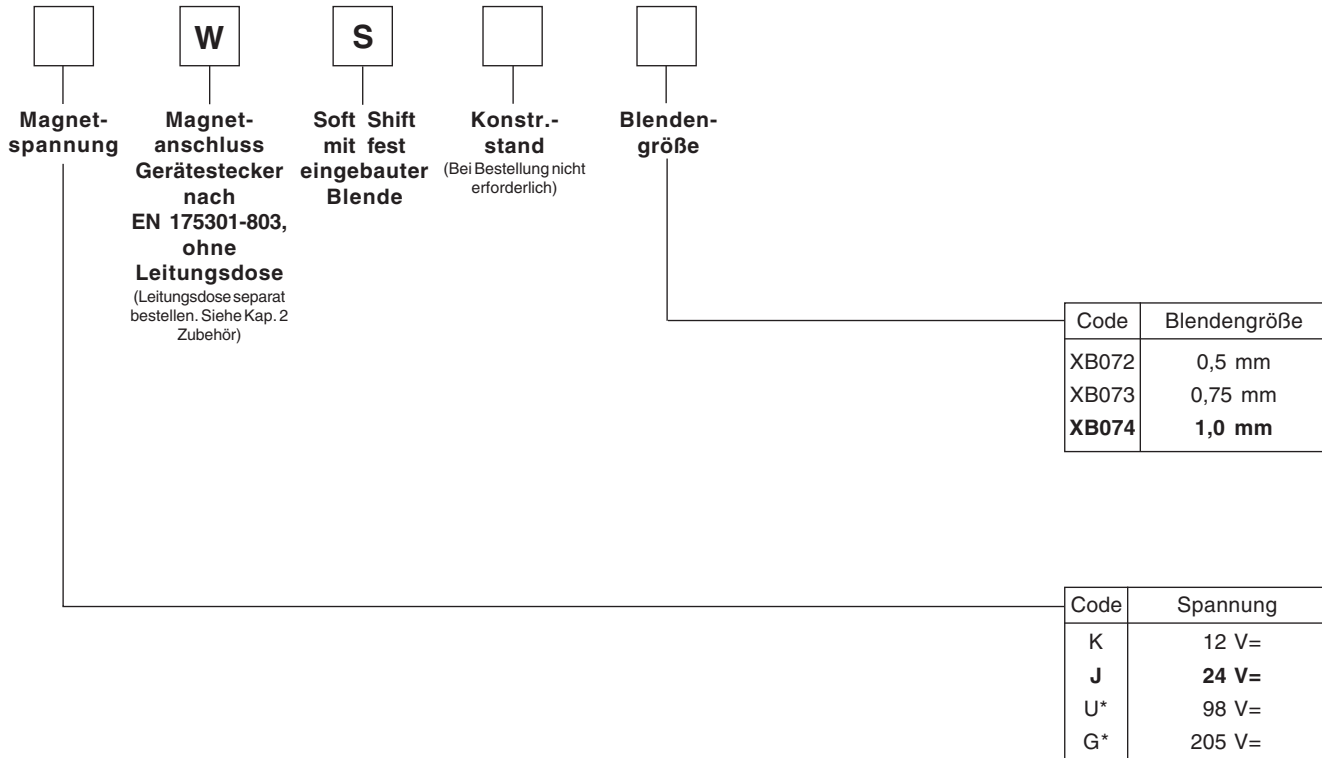 W
S
Magnet-
spannung
Magnet-
anschluss
Gerätestecker
nach
EN 175301-803,
ohne
Leitungsdose
(Leitungsdose separat
bestellen. Siehe Kap. 2
Zubehör)
Soft Shift
mit fest
eingebauter
Blende
Konstr.-
stand
(Bei Bestellung nicht
erforderlich)
Blenden-
größe
Code Blendengröße
XB072 0,5 mm
XB073 0,75 mm
XB074 1,0 mm
Code Spannung
K 12 V=
J 24 V=
U* 98 V=
G* 205 V=